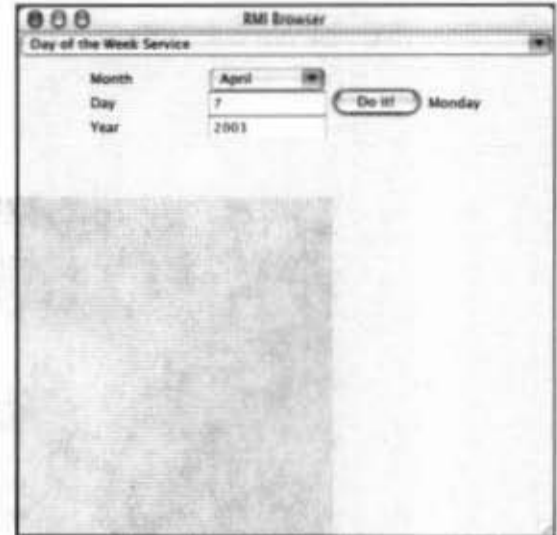 RMI Browser
Day of the Week Service
Month April
Day 7 Do it! Monday
Year 2003